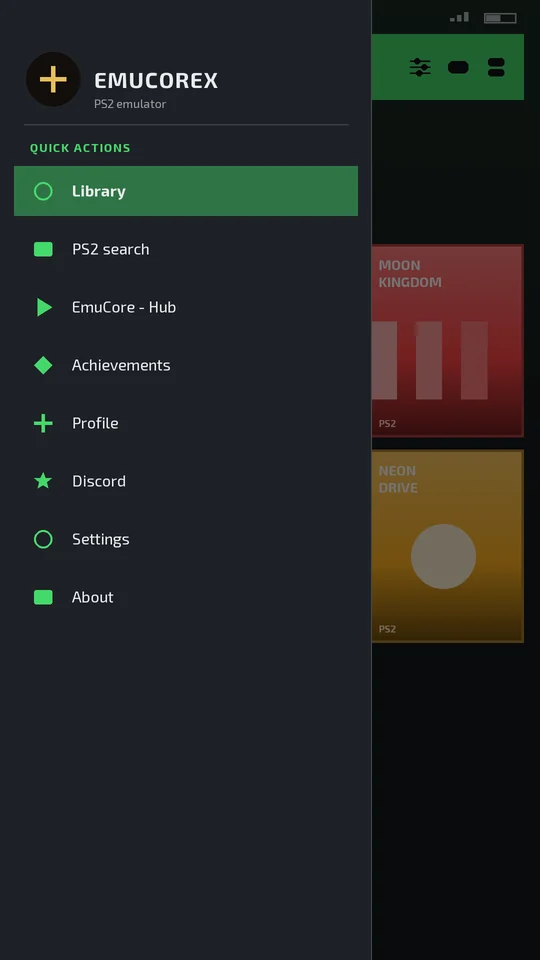 EMUCOREX
PS2 emulator
QUICK ACTIONS
Library
PS2 search
EmuCore - Hub
Achievements
Profile
Discord
Settings
About
MOON
KINGDOM
PS2
NEON
DRIVE
PS2